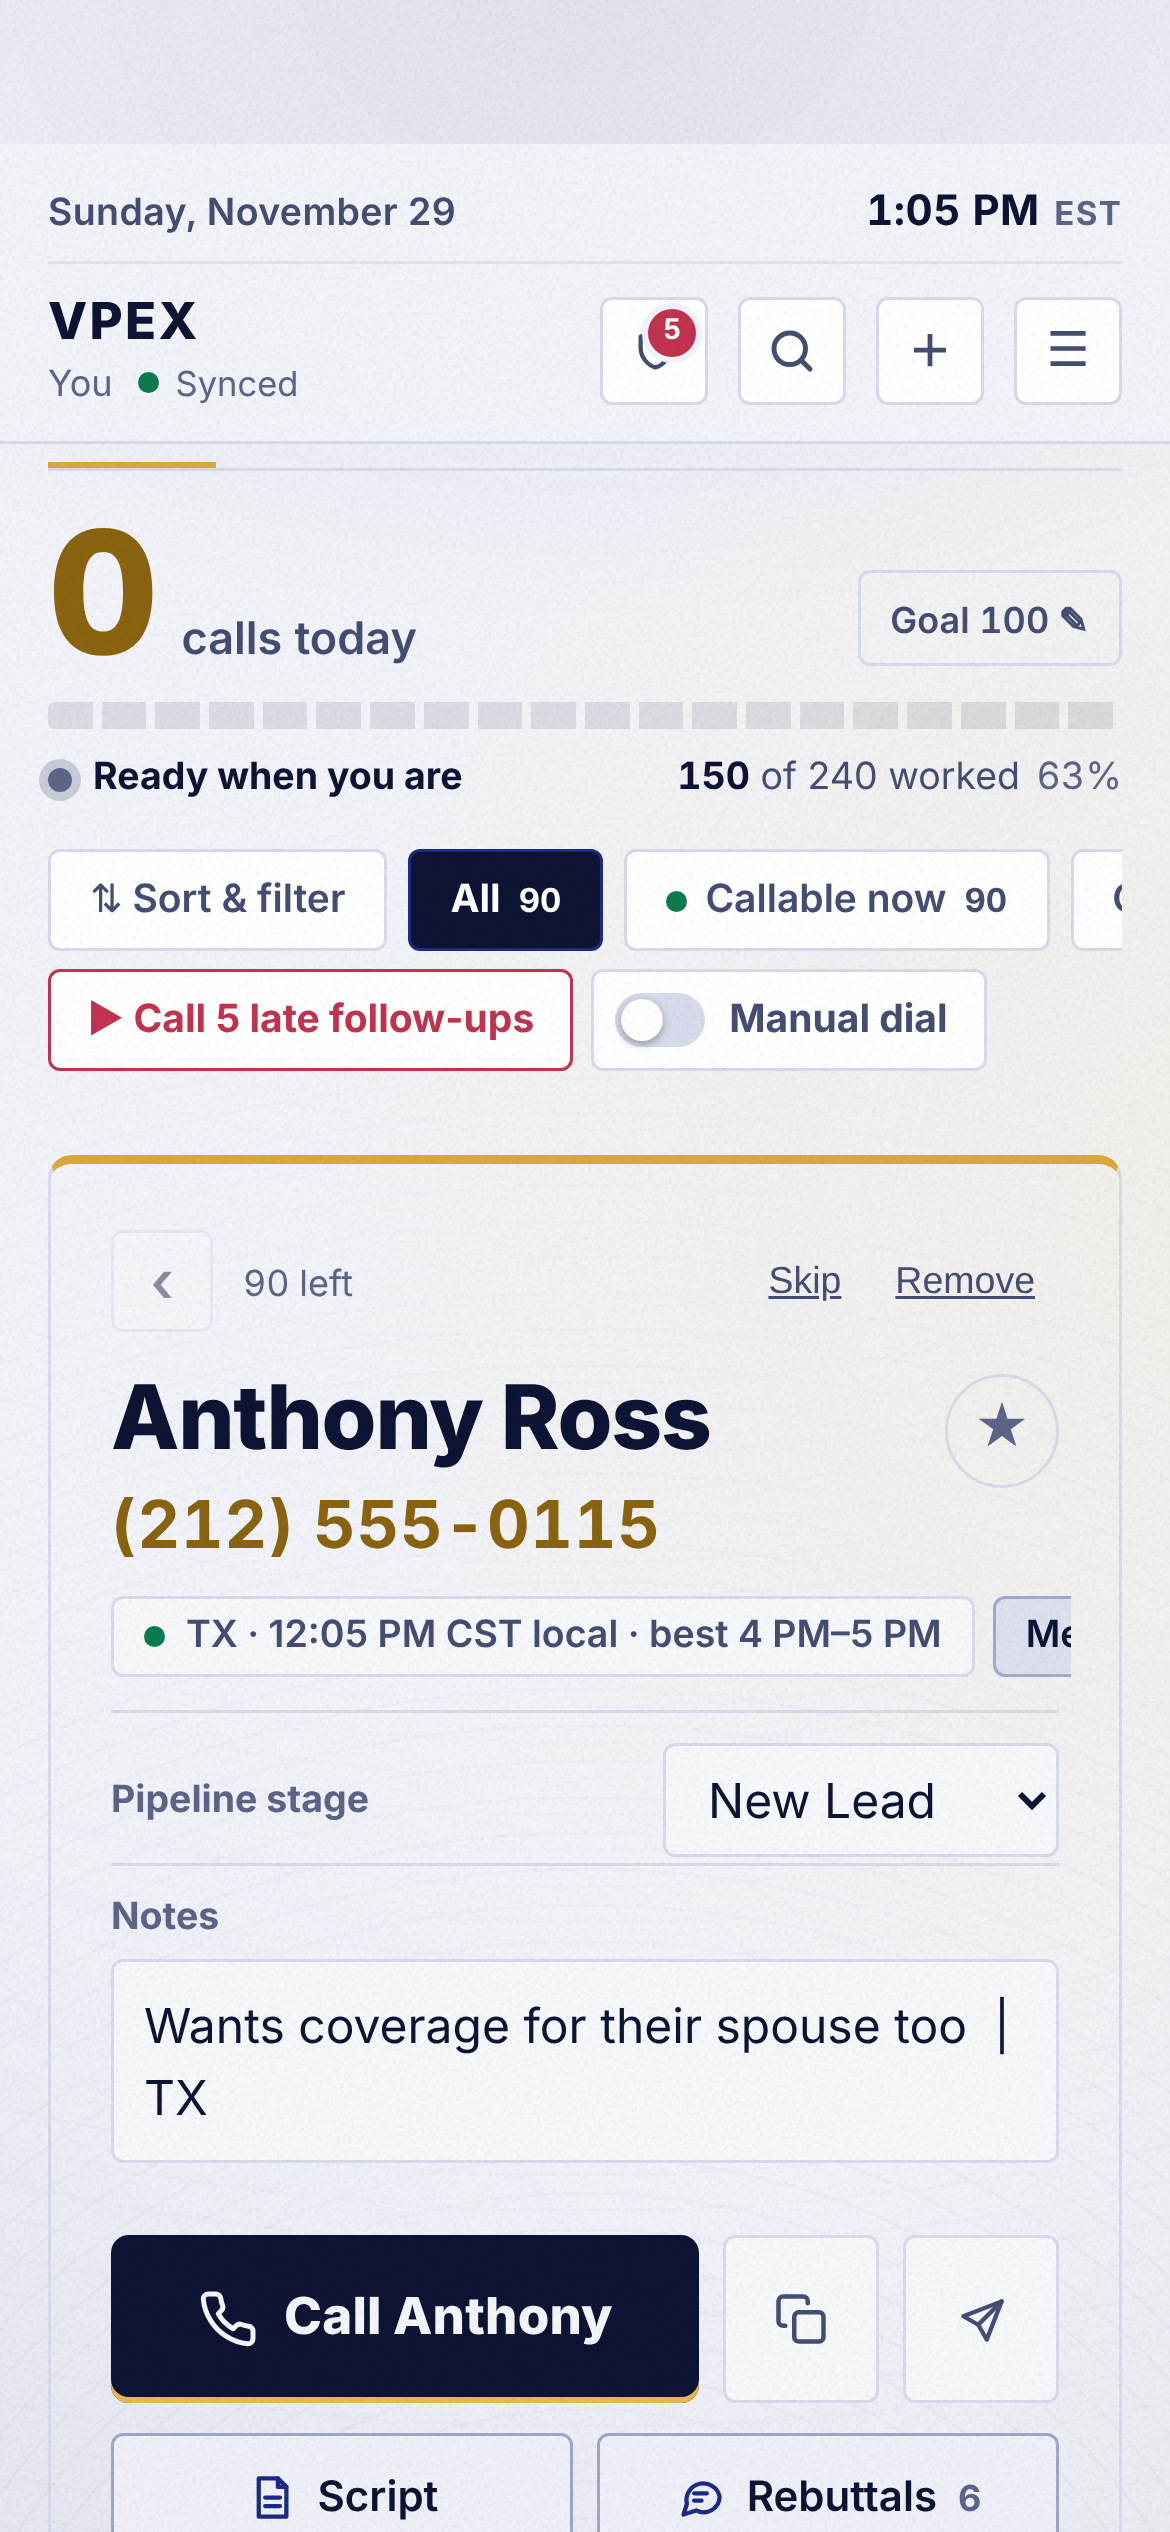 Sunday, November 29
1:05 PM EST
VPEX
You Synced
5
0 calls today
Goal 100 ✎
Ready when you are
150 of 240 worked 63%
⇅ Sort & filter
All 90
Callable now 90
▶ Call 5 late follow-ups
Manual dial
‹
90 left
Skip
Remove
Anthony Ross
★
(212) 555-0115
TX · 12:05 PM CST local · best 4 PM–5 PM
Pipeline stage
New Lead
Notes
Wants coverage for their spouse too |
TX
Call Anthony
Script
Rebuttals 6